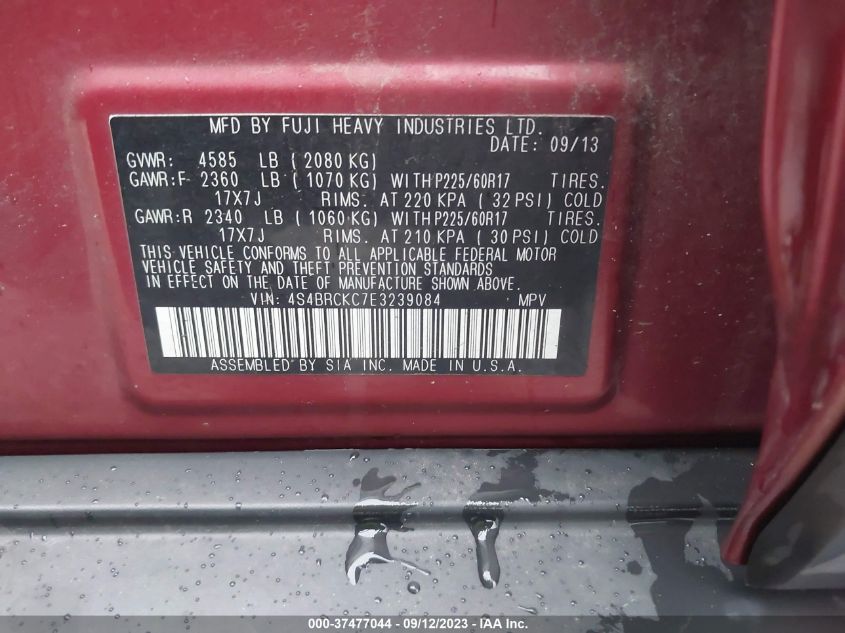 MFD BY FUJI HEAVY INDUSTRIES LTD.
DATE: 09/13
GVWR: 4585 LB ( 2080 KG)
GAWR:F- 2360 LB ( 1070 KG) WITH P225/60R17 TIRES.
17X7J RIMS. AT 220 KPA ( 32 PSI) COLD
GAWR:R 2340 LB ( 1060 KG) WITH P225/60R17 TIRES.
17X7J RIMS. AT 210 KPA ( 30 PSI) COLD
THIS VEHICLE CONFORMS TO ALL APPLICABLE FEDERAL MOTOR
VEHICLE SAFETY AND THEFT PREVENTION STANDARDS
IN EFFECT ON THE DATE OF MANUFACTURE SHOWN ABOVE.
VIN: 4S4BRCKC7E3239084 MPV
ASSEMBLED BY SIA INC. MADE IN U.S.A.
000-37477044 - 09/12/2023 - IAA Inc.